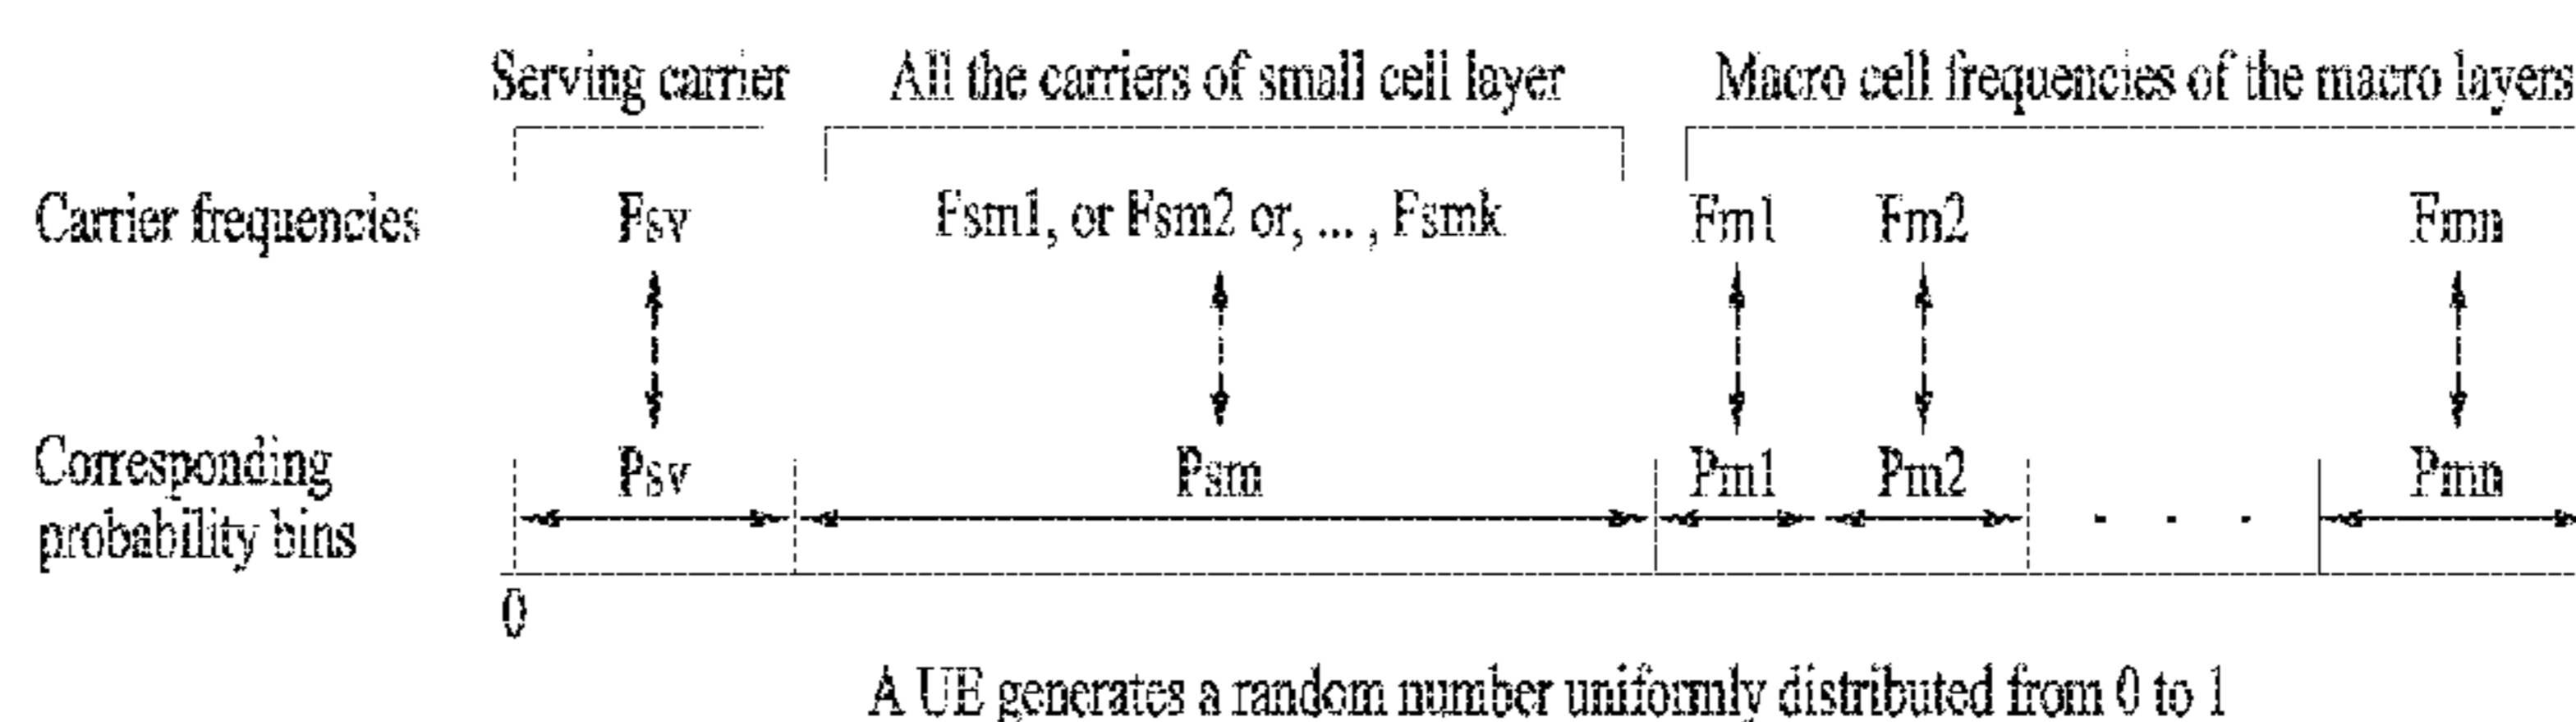 Serving carrier All the carriers of small cell layer Macro cell frequencies of the macro layers
Carrier frequencies Fsv Fsm1, or Fsm2 or, ... , Fsmk Fm1 Fm2 Fmn
Corresponding probability bins Psv Psm Pm1 Pm2 . . . Pmn
0
A UE generates a random number uniformly distributed from 0 to 1